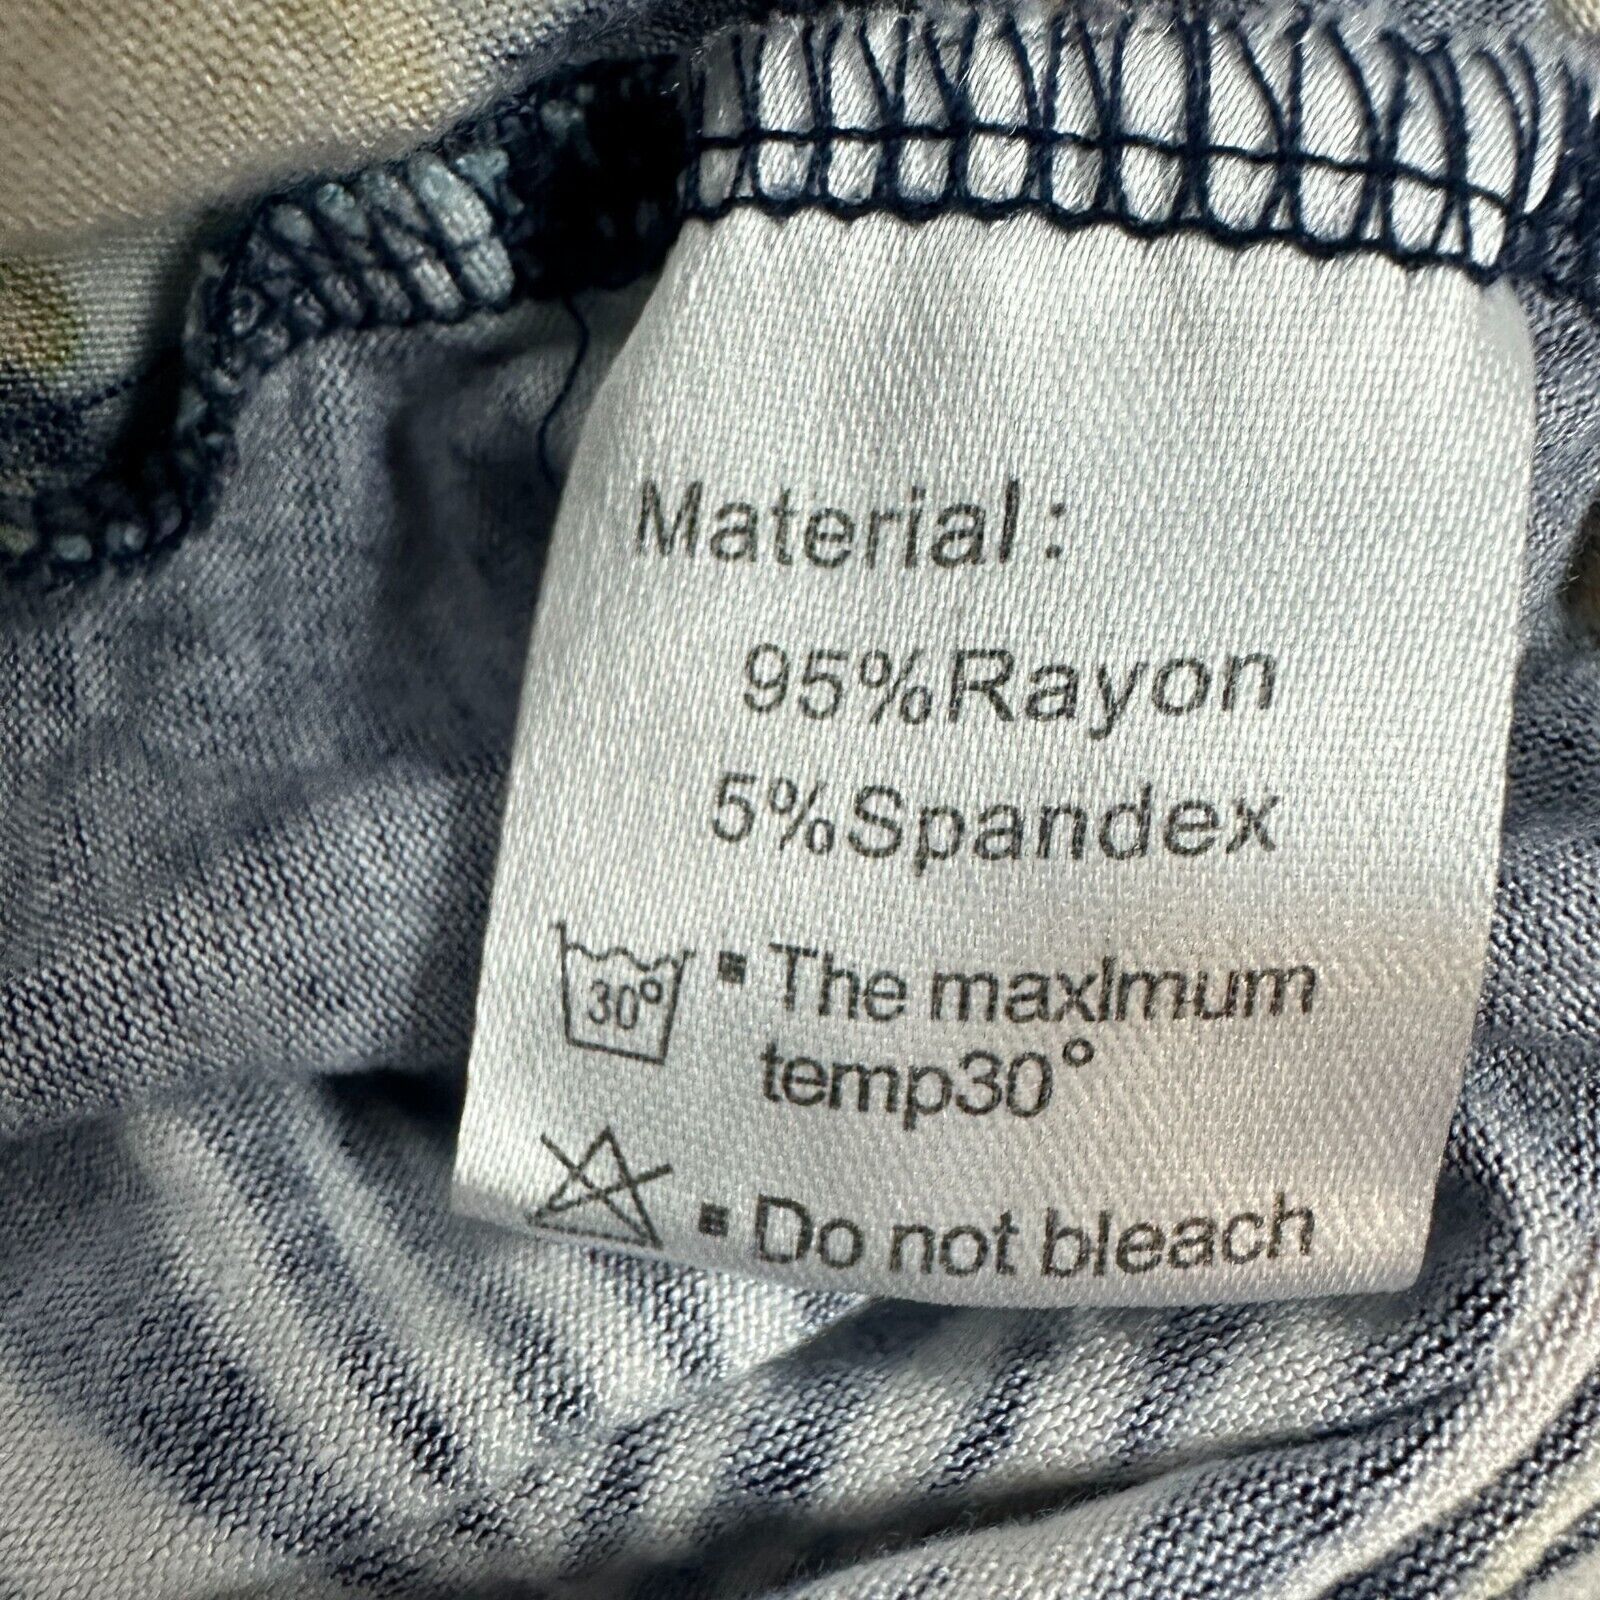 Material:
95%Rayon
5%Spandex
30° ▪ The maxlmum
temp30°
▪ Do not bleach